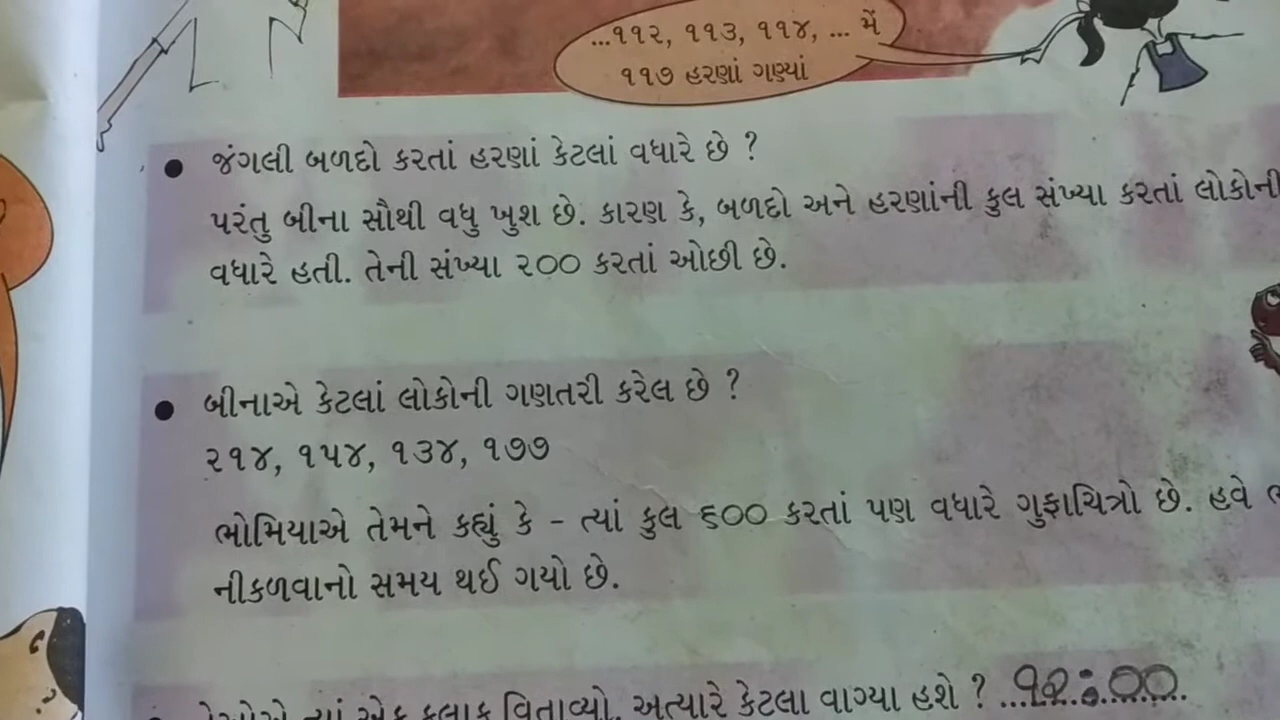 ...૧૧૨, ૧૧૩, ૧૧૪, ... મેં
૧૧૭ હરણાં ગણ્યાં
• જંગલી બળદો કરતાં હરણાં કેટલાં વધારે છે ?
પરંતુ બીના સૌથી વધુ ખુશ છે. કારણ કે, બળદો અને હરણાંની કુલ સંખ્યા કરતાં લોકોની
વધારે હતી. તેની સંખ્યા ૨૦૦ કરતાં ઓછી છે.
• બીનાએ કેટલાં લોકોની ગણતરી કરેલ છે ?
૨૧૪, ૧૫૪, ૧૩૪, ૧૭૭
ભોમિયાએ તેમને કહ્યું કે - ત્યાં કુલ ૬૦૦ કરતાં પણ વધારે ગુફાચિત્રો છે. હવે
નીકળવાનો સમય થઈ ગયો છે.
ત્યાં એક કલાક વિતાવ્યો. અત્યારે કેટલા વાગ્યા હશે ? ...૧૨:૦૦...